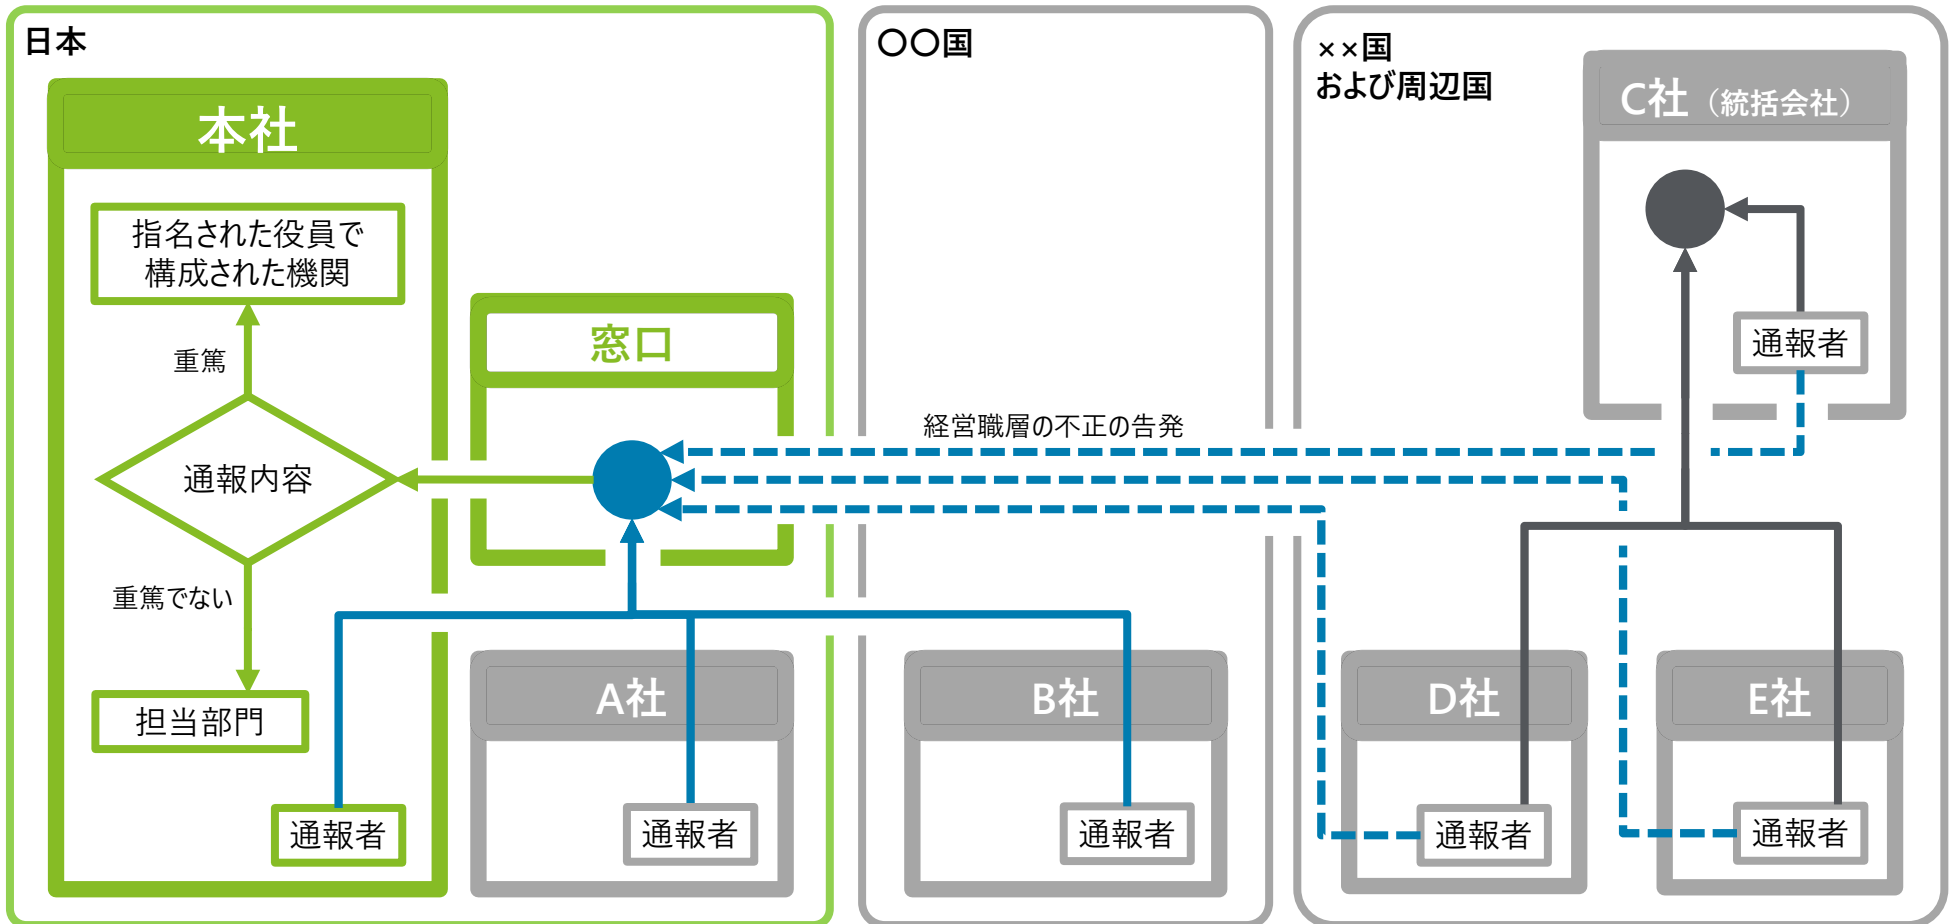 日本
本社
指名された役員で
構成された機関
重篤
通報内容
重篤でない
担当部門
通報者
窓口
A社
通報者
〇〇国
経営職層の不正の告発
B社
通報者
××国
および周辺国
C社（統括会社）
通報者
D社
通報者
E社
通報者